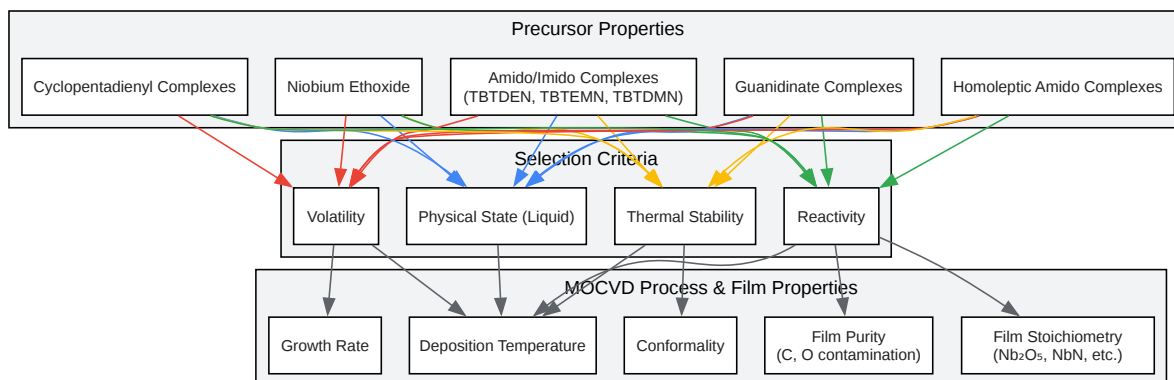 Precursor Properties
Cyclopentadienyl Complexes
Niobium Ethoxide
Amido/Imido Complexes
(TBTDEN, TBTEMN, TBTDMN)
Guanidinate Complexes
Homoleptic Amido Complexes
Selection Criteria
Volatility
Physical State (Liquid)
Thermal Stability
Reactivity
MOCVD Process & Film Properties
Growth Rate
Deposition Temperature
Conformality
Film Purity
(C, O contamination)
Film Stoichiometry
(Nb₂O₅, NbN, etc.)